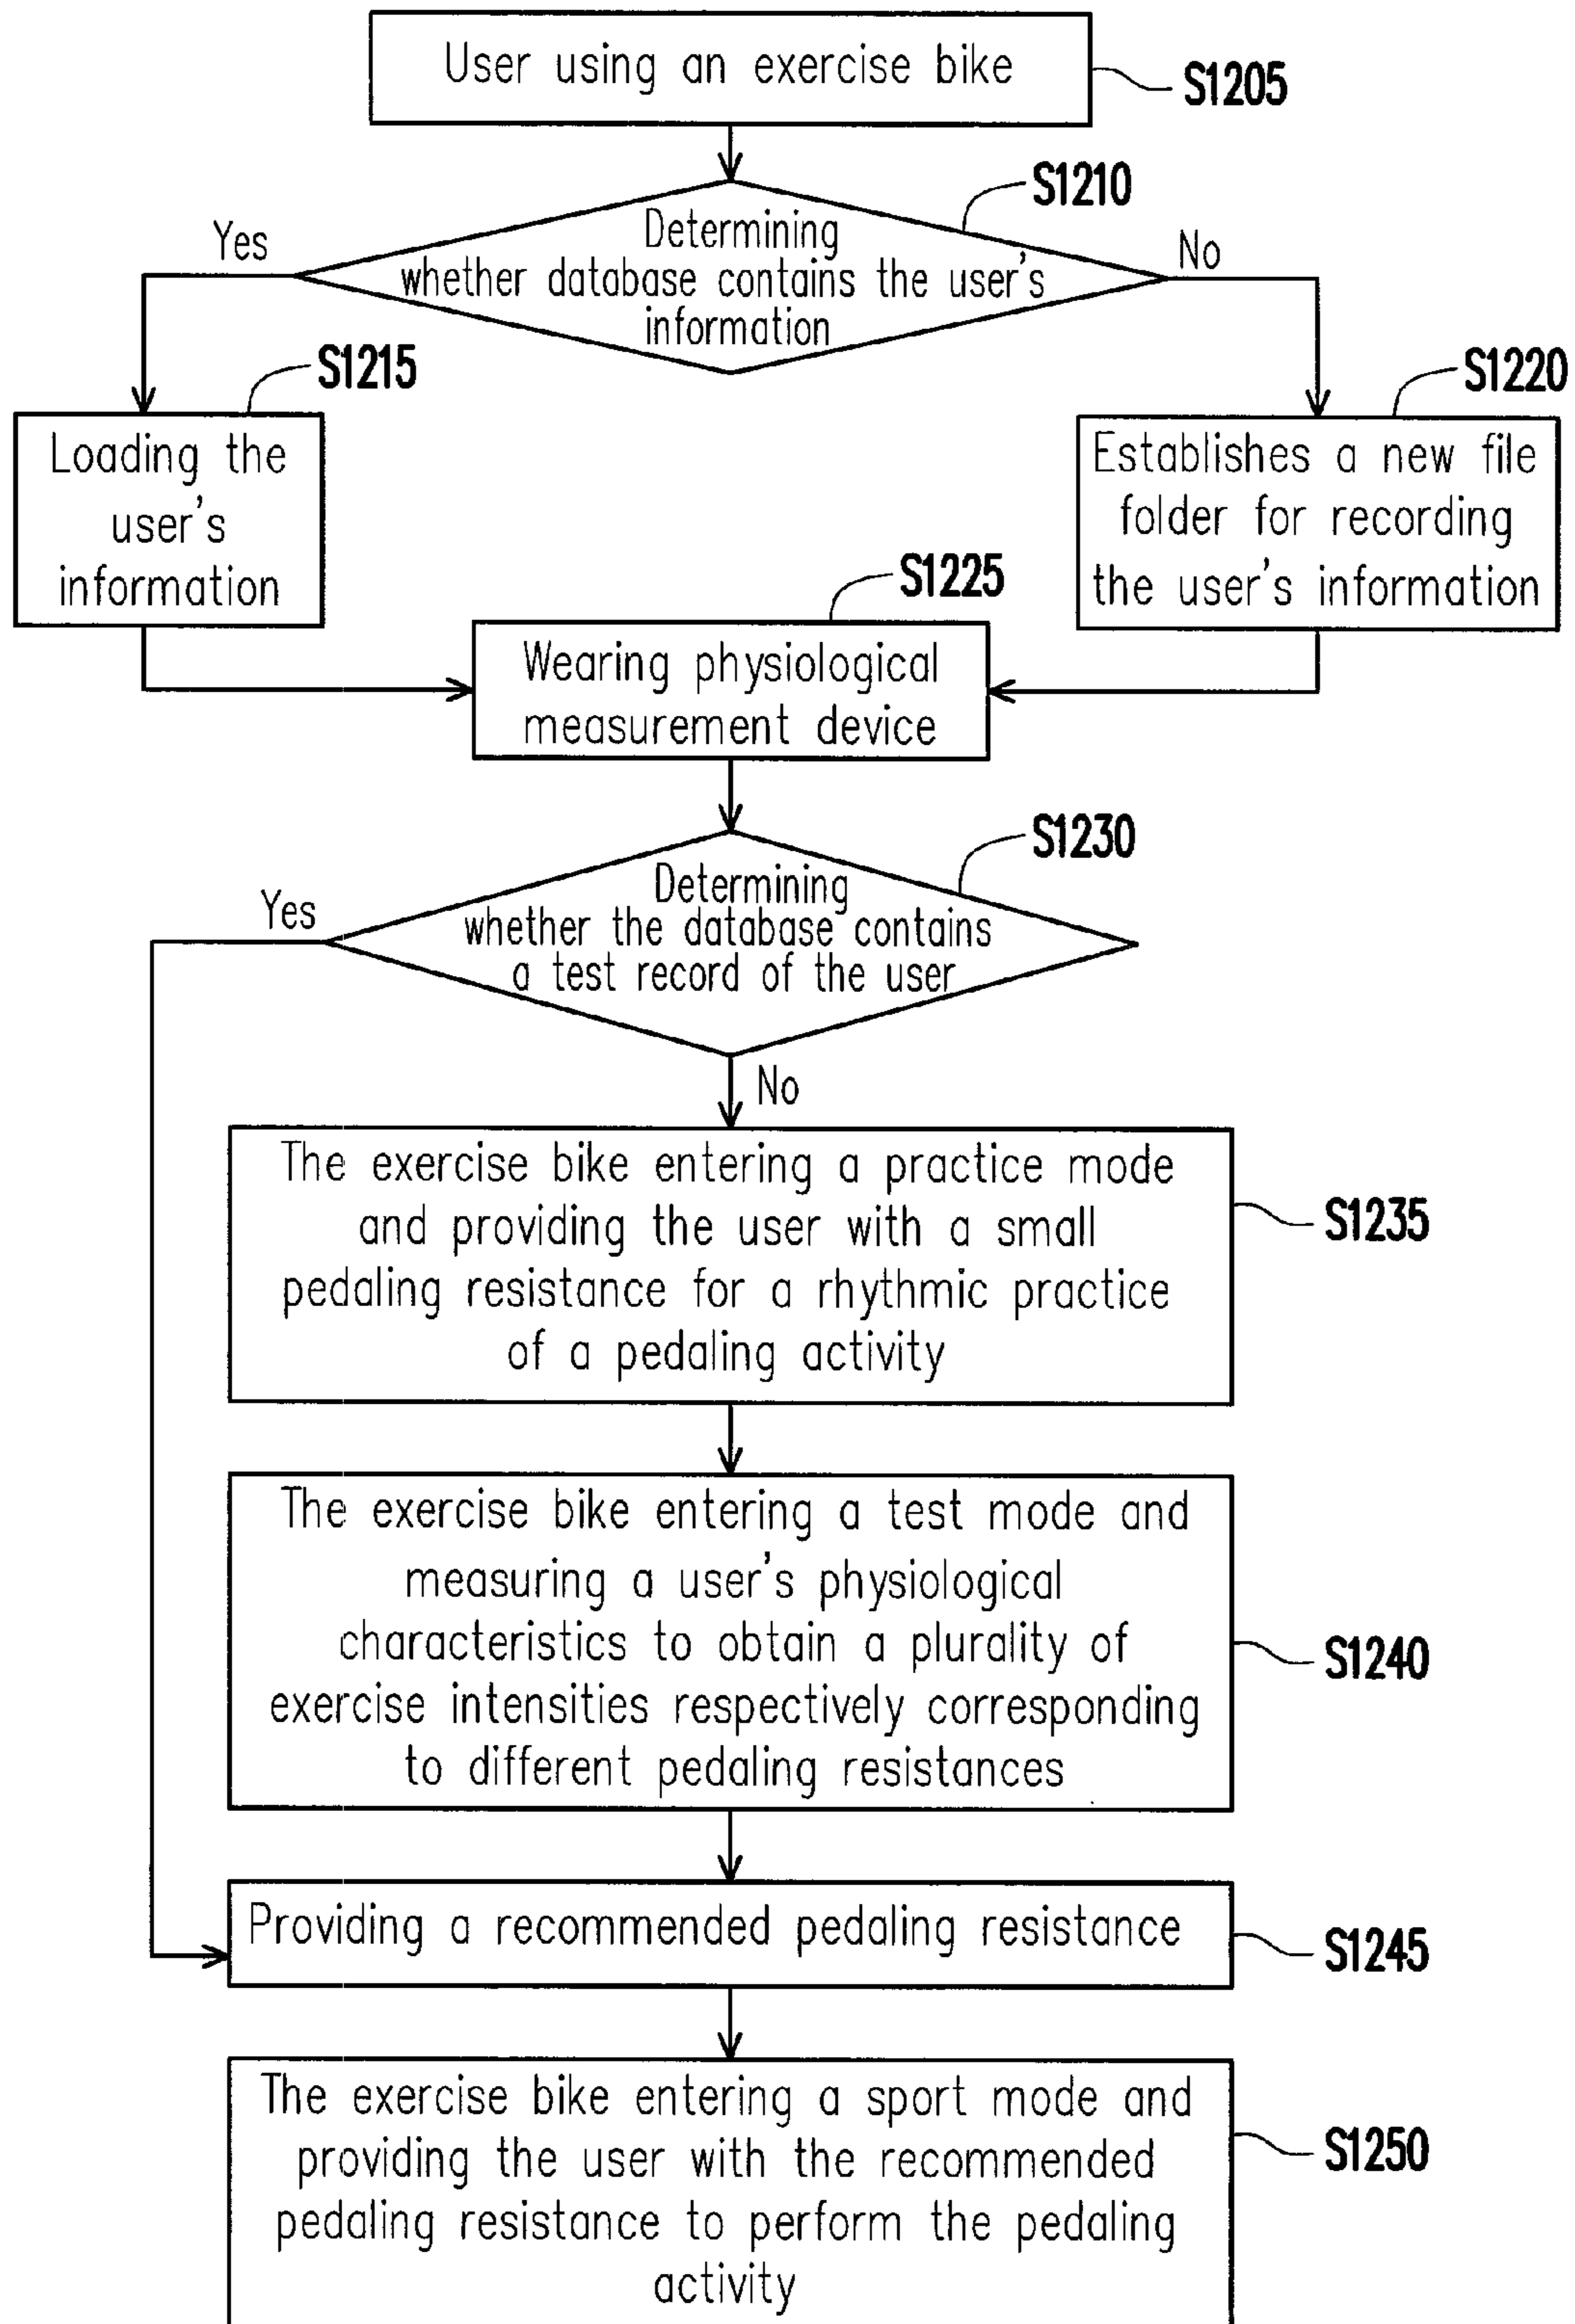 User using an exercise bike
S1205
S1210
Determining
whether database contains the user's
information
Yes
No
S1215
Loading the
user's
information
S1220
Establishes a new file
folder for recording
the user's information
S1225
Wearing physiological
measurement device
S1230
Determining
whether the database contains
a test record of the user
Yes
No
The exercise bike entering a practice mode
and providing the user with a small
pedaling resistance for a rhythmic practice
of a pedaling activity
S1235
The exercise bike entering a test mode and
measuring a user's physiological
characteristics to obtain a plurality of
exercise intensities respectively corresponding
to different pedaling resistances
S1240
Providing a recommended pedaling resistance
S1245
The exercise bike entering a sport mode and
providing the user with the recommended
pedaling resistance to perform the pedaling
activity
S1250